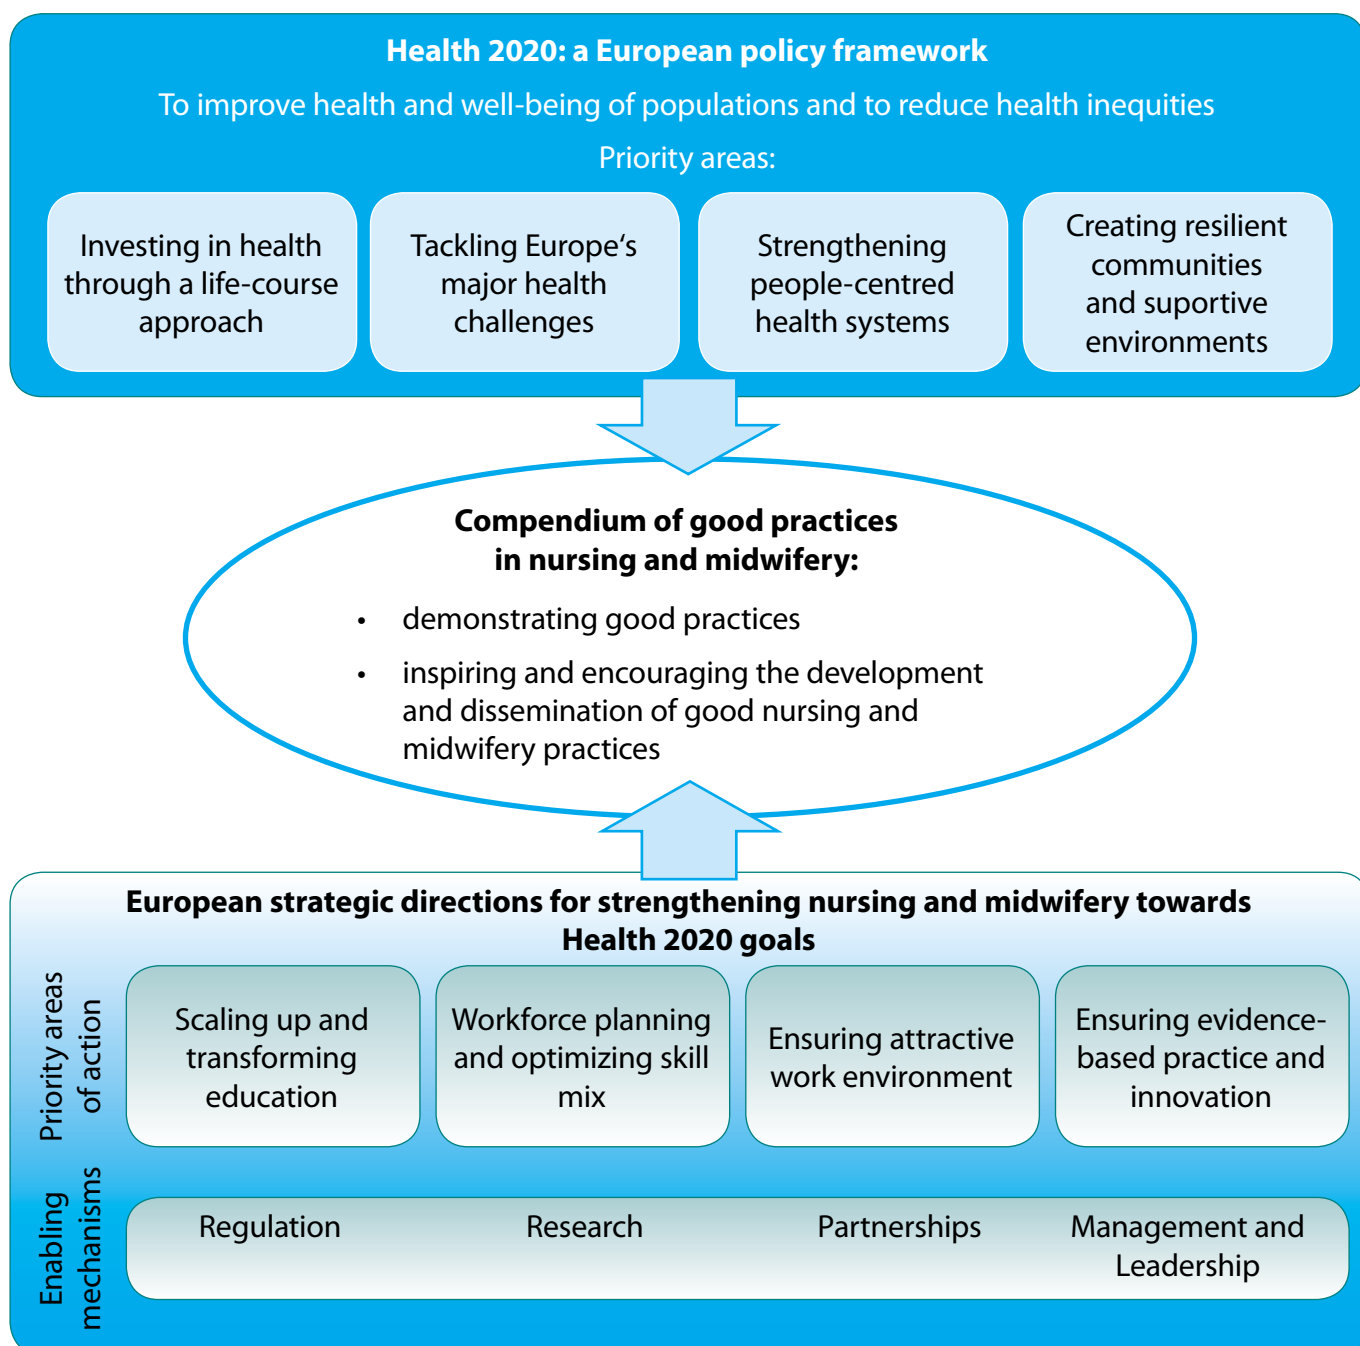 Health 2020: a European policy framework
To improve health and well-being of populations and to reduce health inequities
Priority areas:
Investing in health
through a life-course
approach
Tackling Europe‘s
major health
challenges
Strengthening
people-centred
health systems
Creating resilient
communities
and suportive
environments
Compendium of good practices
in nursing and midwifery:
• demonstrating good practices
• inspiring and encouraging the development
and dissemination of good nursing and
midwifery practices
European strategic directions for strengthening nursing and midwifery towards
Health 2020 goals
Priority areas
of action
Scaling up and
transforming
education
Workforce planning
and optimizing skill
mix
Ensuring attractive
work environment
Ensuring evidence-
based practice and
innovation
Enabling
mechanisms
Regulation
Research
Partnerships
Management and
Leadership